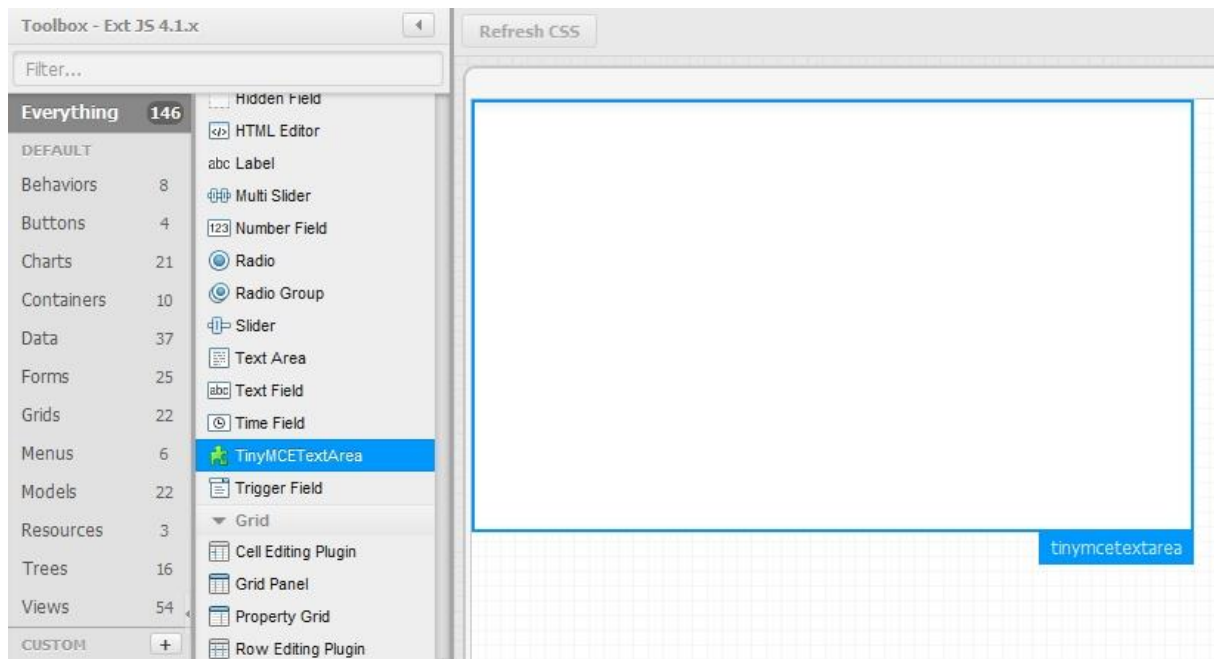 Toolbox - Ext JS 4.1.x
Refresh CSS
Filter...
Everything 146
DEFAULT
Behaviors 8
Buttons 4
Charts 21
Containers 10
Data 37
Forms 25
Grids 22
Menus 6
Models 22
Resources 3
Trees 16
Views 54
CUSTOM +
Hidden Field
</> HTML Editor
abc Label
Multi Slider
123 Number Field
Radio
Radio Group
Slider
Text Area
abc Text Field
Time Field
TinyMCETextArea
Trigger Field
Grid
Cell Editing Plugin
Grid Panel
Property Grid
Row Editing Plugin
tinymcetextarea